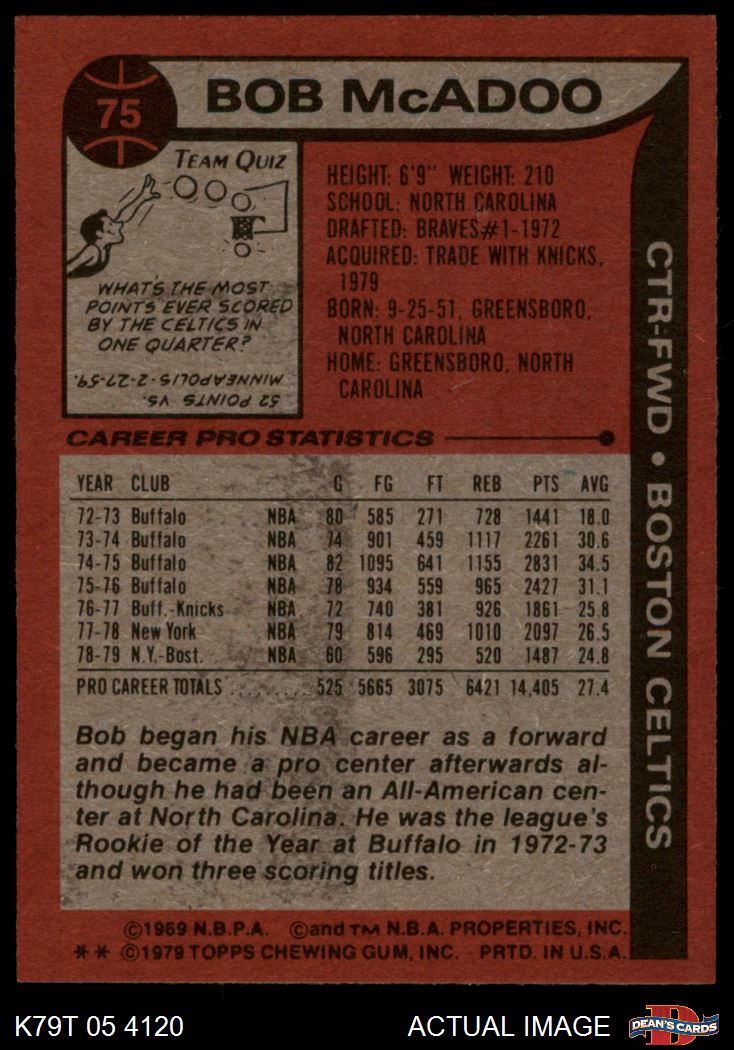 75
BOB McADOO
TEAM QUIZ
WHAT'S THE MOST
POINTS EVER SCORED
BY THE CELTICS IN
ONE QUARTER?
52 POINTS VS.
MINNEAPOLIS-2-27-59.
HEIGHT: 6'9" WEIGHT: 210
SCHOOL: NORTH CAROLINA
DRAFTED: BRAVES#1-1972
ACQUIRED: TRADE WITH KNICKS,
1979
BORN: 9-25-51, GREENSBORO,
NORTH CAROLINA
HOME: GREENSBORO, NORTH
CAROLINA
CTR-FWD • BOSTON CELTICS
CAREER PRO STATISTICS
YEAR CLUB G FG FT REB PTS AVG
72-73 Buffalo NBA 80 585 271 728 1441 18.0
73-74 Buffalo NBA 74 901 459 1117 2261 30.6
74-75 Buffalo NBA 82 1095 641 1155 2831 34.5
75-76 Buffalo NBA 78 934 559 965 2427 31.1
76-77 Buff.-Knicks NBA 72 740 381 926 1861 25.8
77-78 New York NBA 79 814 469 1010 2097 26.5
78-79 N.Y.-Bost. NBA 60 596 295 520 1487 24.8
PRO CAREER TOTALS ......... 525 5665 3075 6421 14,405 27.4
Bob began his NBA career as a forward
and became a pro center afterwards al-
though he had been an All-American cen-
ter at North Carolina. He was the league's
Rookie of the Year at Buffalo in 1972-73
and won three scoring titles.
©1969 N.B.P.A. ©and TM N.B.A. PROPERTIES, INC.
** ©1979 TOPPS CHEWING GUM, INC. PRTD. IN U.S.A.
K79T 05 4120
ACTUAL IMAGE
D
DEAN'S CARDS